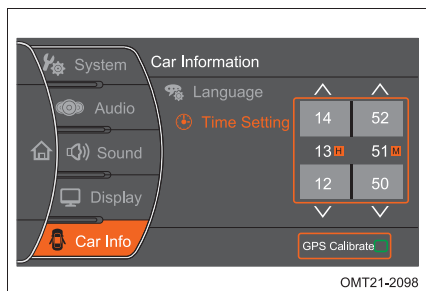 System
Car Information
Language
Audio
Time Setting
14 52
Sound
13 H 51 M
12 50
Display
Car Info
GPS Calibrate
OMT21-2098